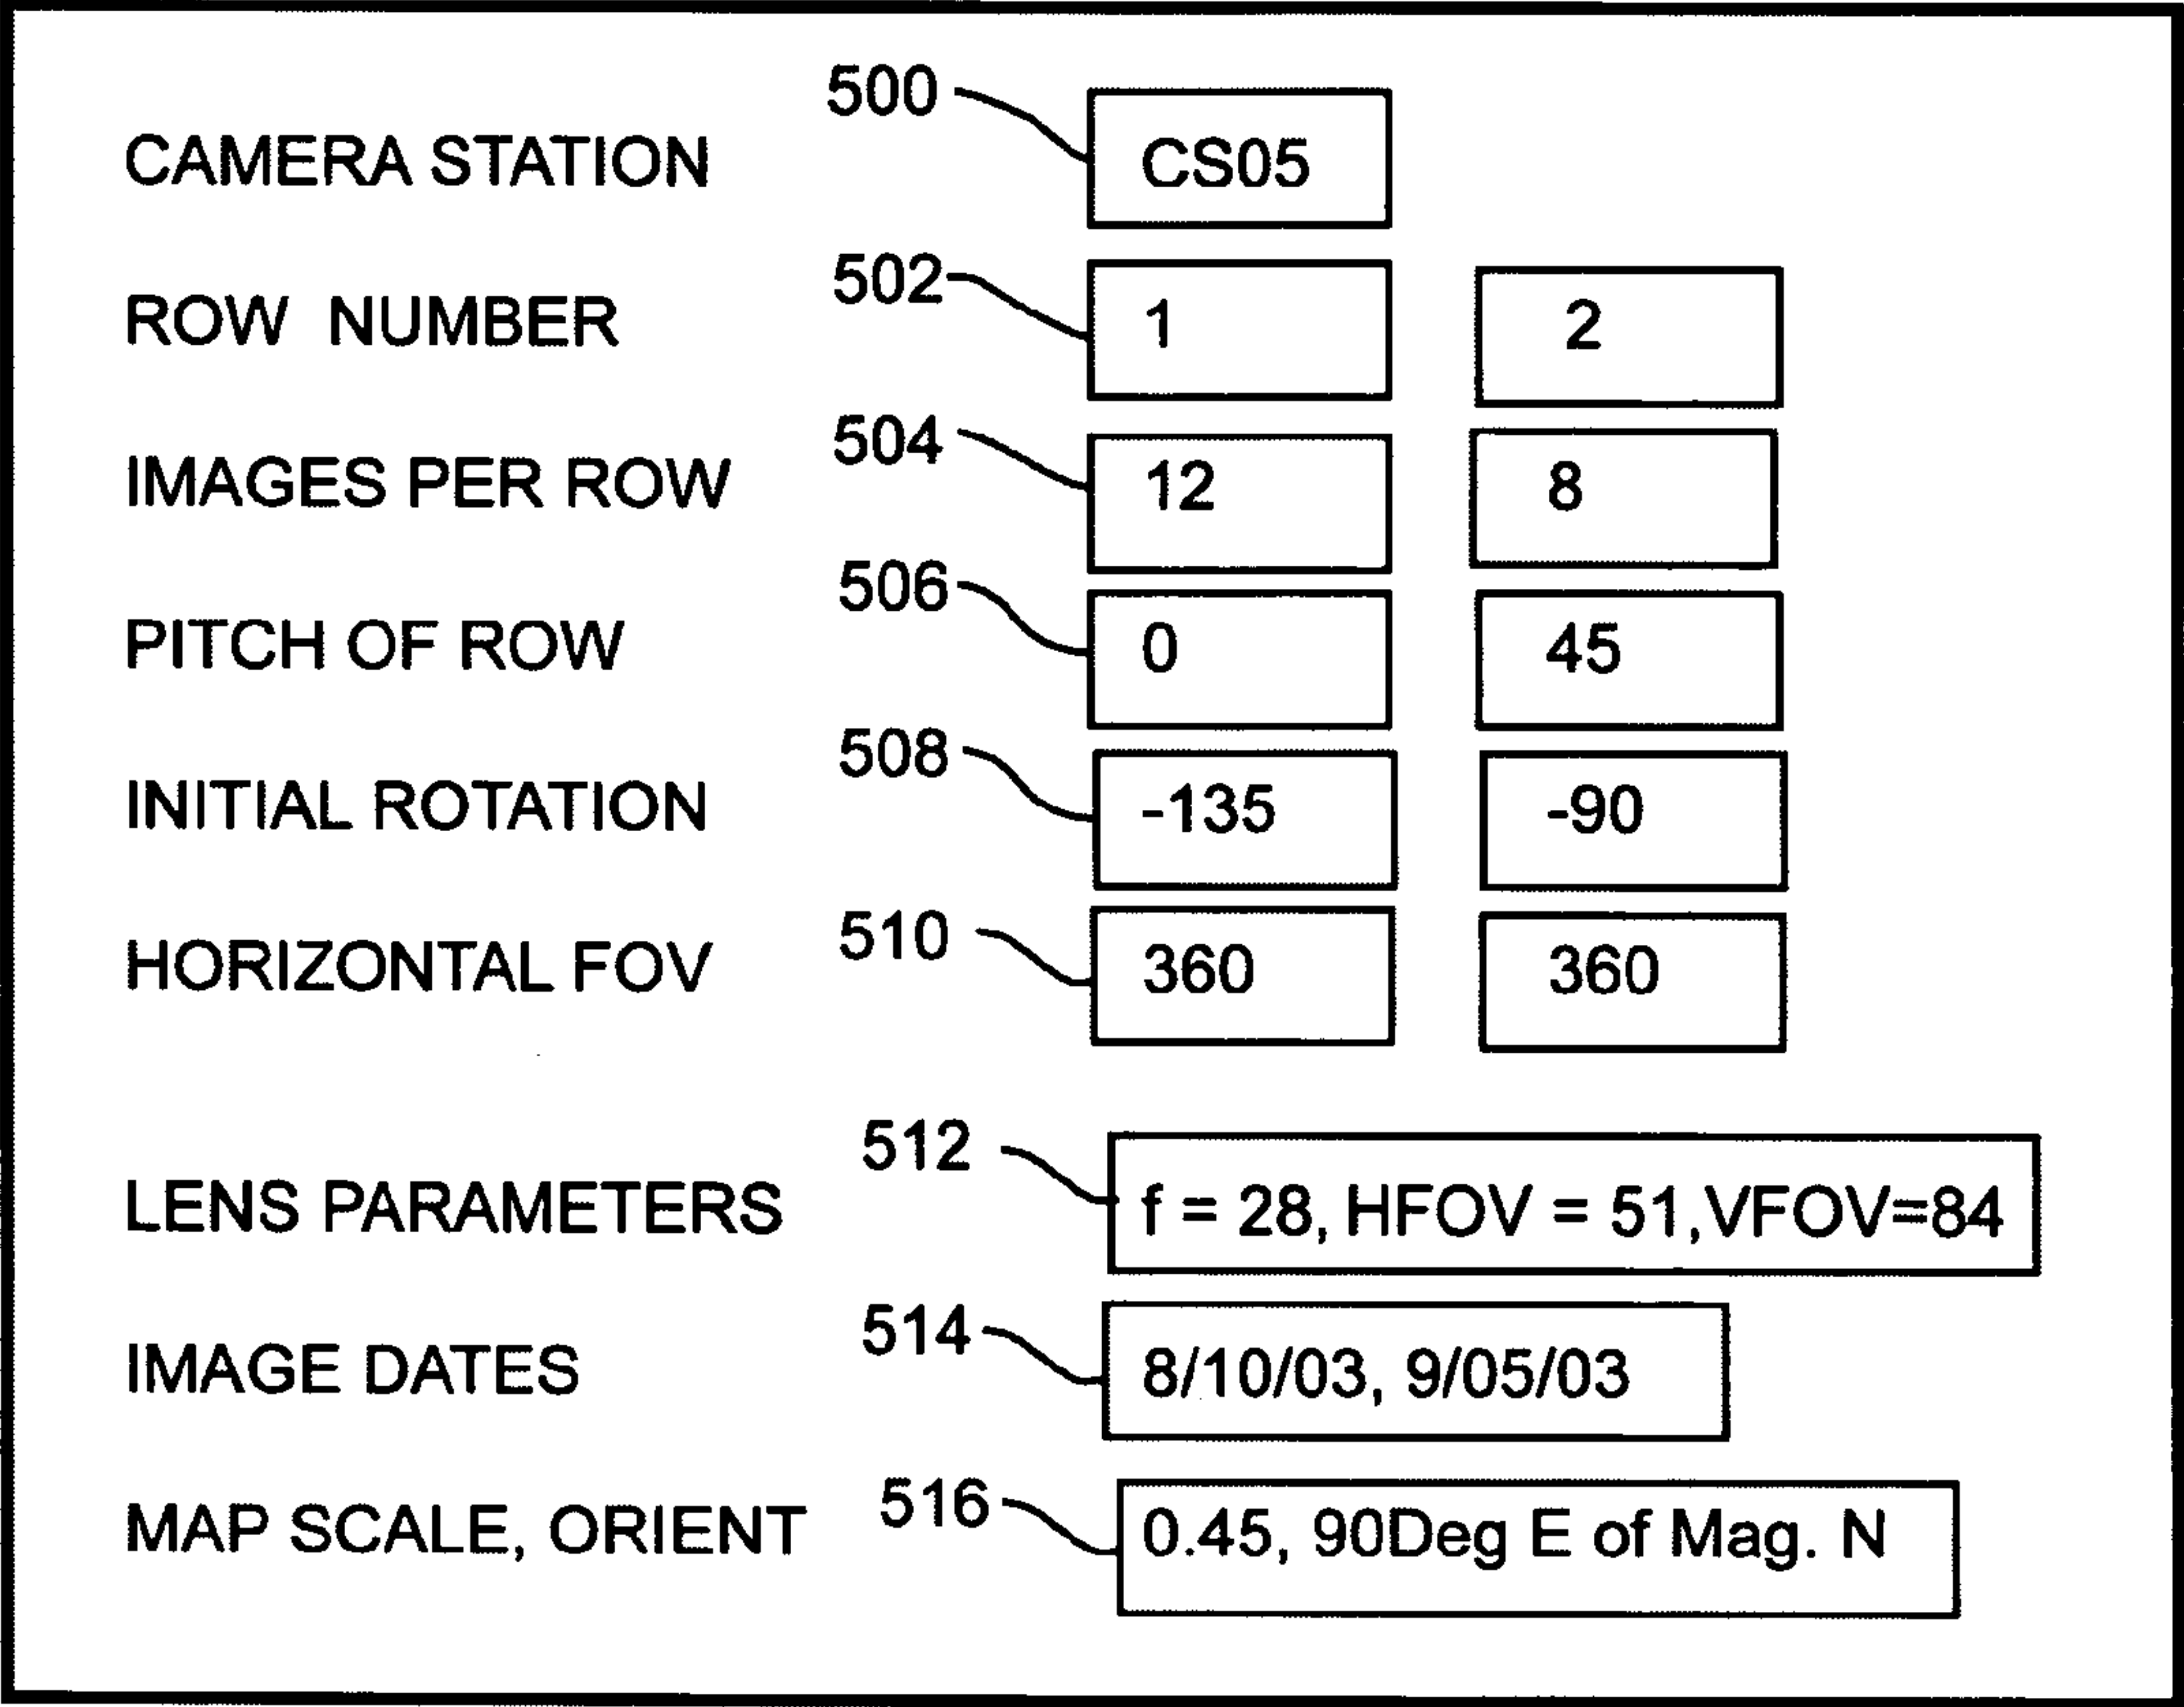 500
CAMERA STATION CS05
502
ROW NUMBER 1 2
504
IMAGES PER ROW 12 8
506
PITCH OF ROW 0 45
508
INITIAL ROTATION -135 -90
510
HORIZONTAL FOV 360 360
512
LENS PARAMETERS f = 28, HFOV = 51,VFOV=84
514
IMAGE DATES 8/10/03, 9/05/03
516
MAP SCALE, ORIENT 0.45, 90Deg E of Mag. N